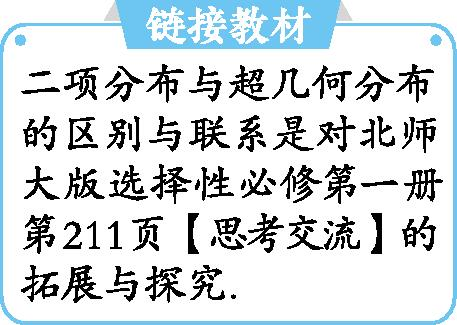 链接教材
二项分布与超几何分布
的区别与联系是对北师
大版选择性必修第一册
第211页【思考交流】的
拓展与探究.